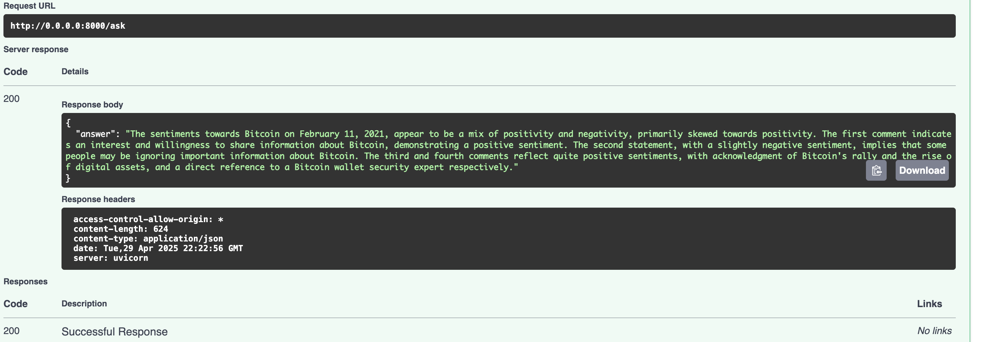 Request URL
http://0.0.0.0:8000/ask
Server response
Code Details
200
Response body
{
"answer": "The sentiments towards Bitcoin on February 11, 2021, appear to be a mix of positivity and negativity, primarily skewed towards positivity. The first comment indicate
s an interest and willingness to share information about Bitcoin, demonstrating a positive sentiment. The second statement, with a slightly negative sentiment, implies that some
people may be ignoring important information about Bitcoin. The third and fourth comments reflect quite positive sentiments, with acknowledgment of Bitcoin's rally and the rise o
f digital assets, and a direct reference to a Bitcoin wallet security expert respectively."
Download
}
Response headers
access-control-allow-origin: *
content-length: 624
content-type: application/json
date: Tue,29 Apr 2025 22:22:56 GMT
server: uvicorn
Responses
Code Description Links
200 Successful Response No links